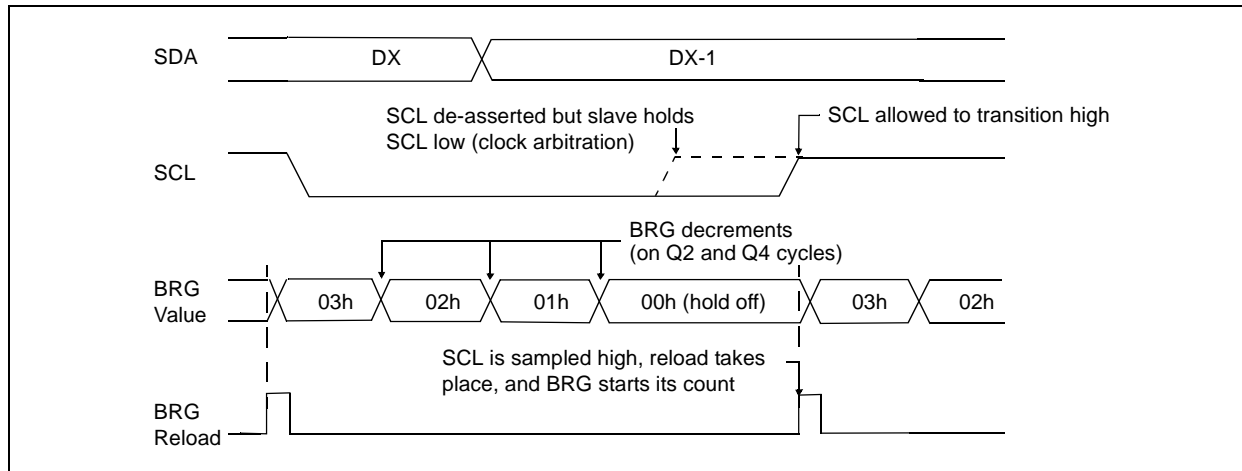 SDA
DX
DX-1
SCL de-asserted but slave holds
SCL low (clock arbitration)
SCL allowed to transition high
SCL
BRG decrements
(on Q2 and Q4 cycles)
BRG
Value
03h
02h
01h
00h (hold off)
03h
02h
SCL is sampled high, reload takes
place, and BRG starts its count
BRG
Reload